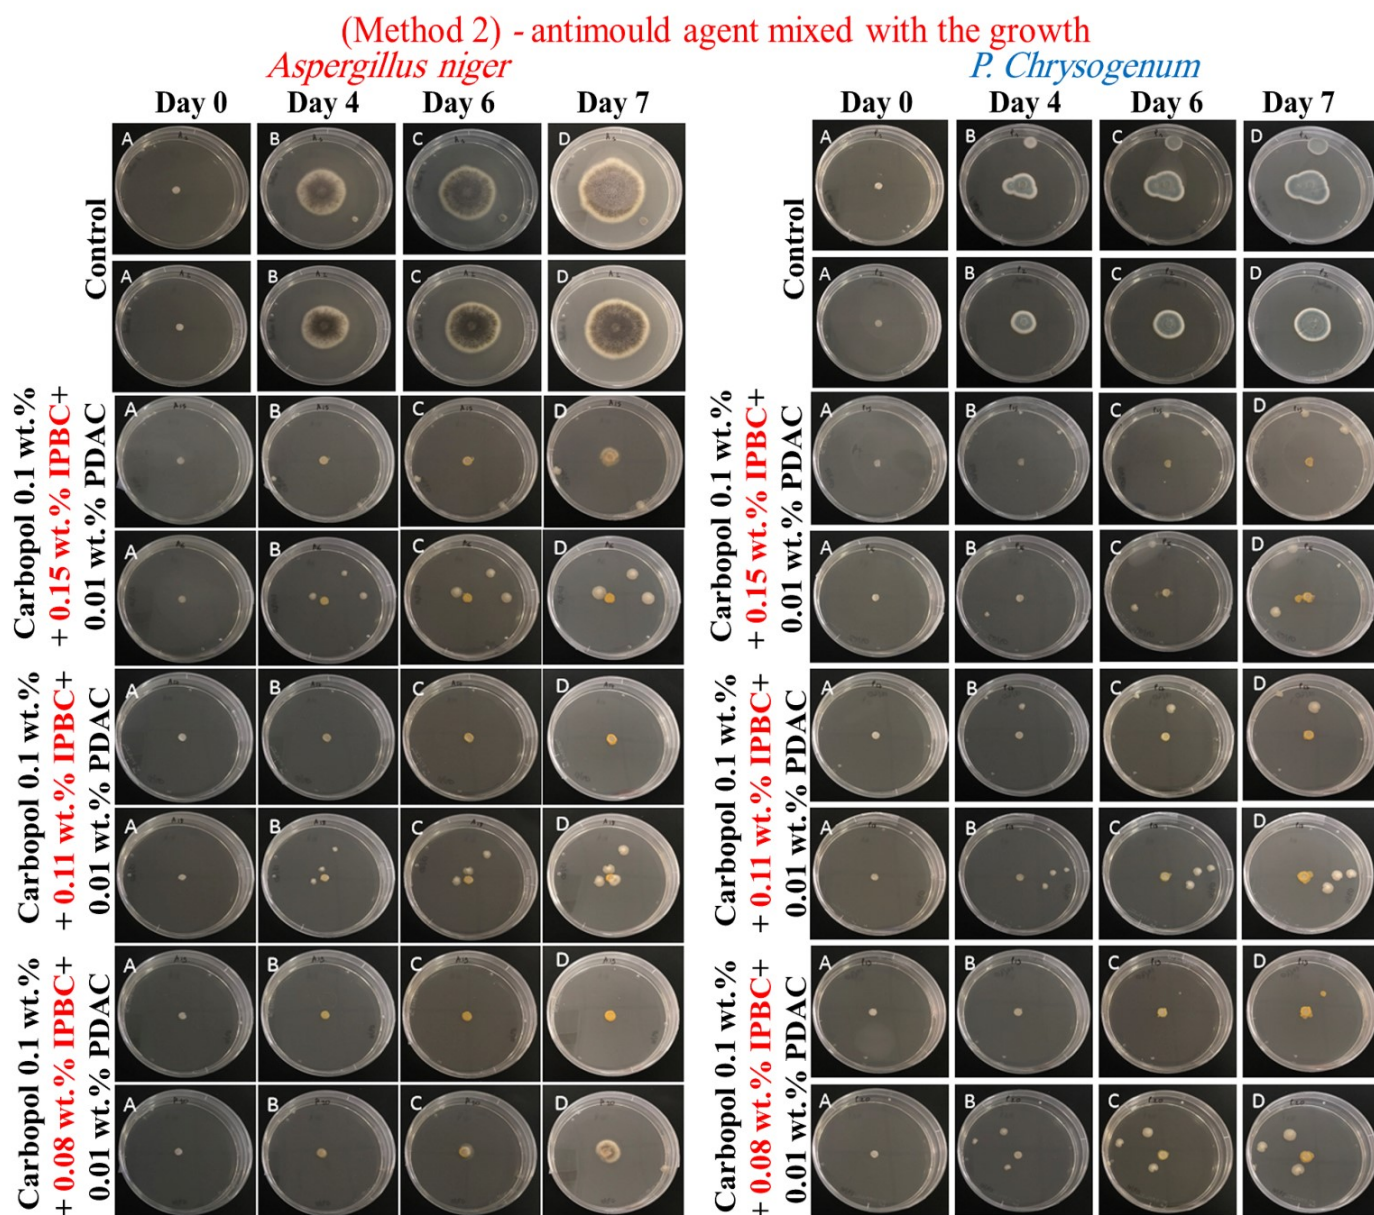 (Method 2) - antimould agent mixed with the growth
Aspergillus niger
P. Chrysogenum
Day 0 Day 4 Day 6 Day 7
Day 0 Day 4 Day 6 Day 7
Control
A B C D
A B C D
Carbopol 0.1 wt.%
+ 0.15 wt.% IPBC+
0.01 wt.% PDAC
A B C D
A B C D
Carbopol 0.1 wt.%
+ 0.11 wt.% IPBC+
0.01 wt.% PDAC
A B C D
A B C D
Carbopol 0.1 wt.%
+ 0.08 wt.% IPBC+
0.01 wt.% PDAC
A B C D
A B C D
Control
A B C D
A B C D
Carbopol 0.1 wt.%
+ 0.15 wt.% IPBC+
0.01 wt.% PDAC
A B C D
A B C D
Carbopol 0.1 wt.%
+ 0.11 wt.% IPBC+
0.01 wt.% PDAC
A B C D
A B C D
Carbopol 0.1 wt.%
+ 0.08 wt.% IPBC+
0.01 wt.% PDAC
A B C D
A B C D